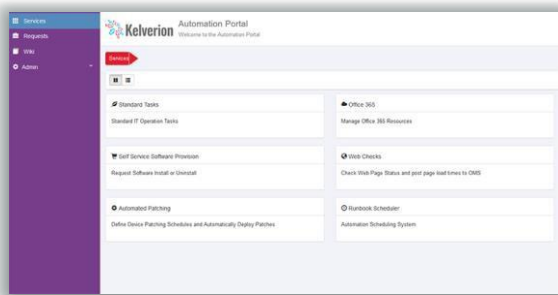 Services
Requests
Wiki
Admin
Kelverion
Automation Portal
Welcome to the Automation Portal
Services
Standard Tasks
Standard IT Operation Tasks
Office 365
Manage Office 365 Resources
Self Service Software Provision
Request Software Install or Uninstall
Web Checks
Check Web Page Status and post page load times to OMS
Automated Patching
Define Device Patching Schedules and Automatically Deploy Patches
Runbook Scheduler
Automation Scheduling System